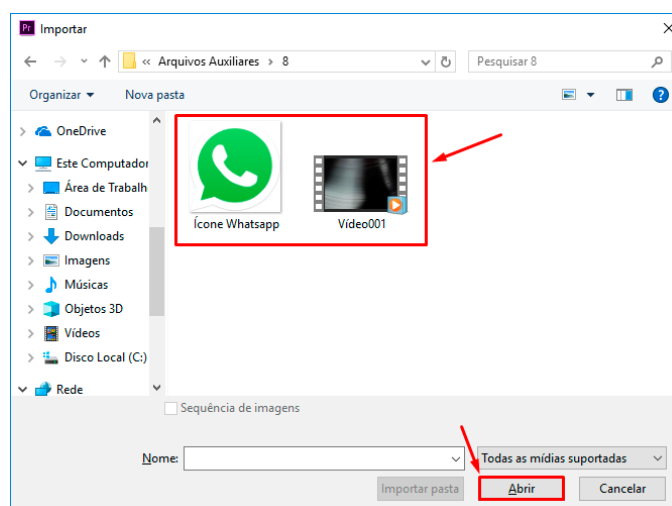 Pr Importar
« Arquivos Auxiliares > 8
Pesquisar 8
Organizar
Nova pasta
OneDrive
Este Computador
Área de Trabalh
Documentos
Downloads
Imagens
Músicas
Objetos 3D
Vídeos
Disco Local (C:)
Rede
Ícone Whatsapp
Vídeo001
Sequência de imagens
Nome:
Todas as mídias suportadas
Importar pasta
Abrir
Cancelar